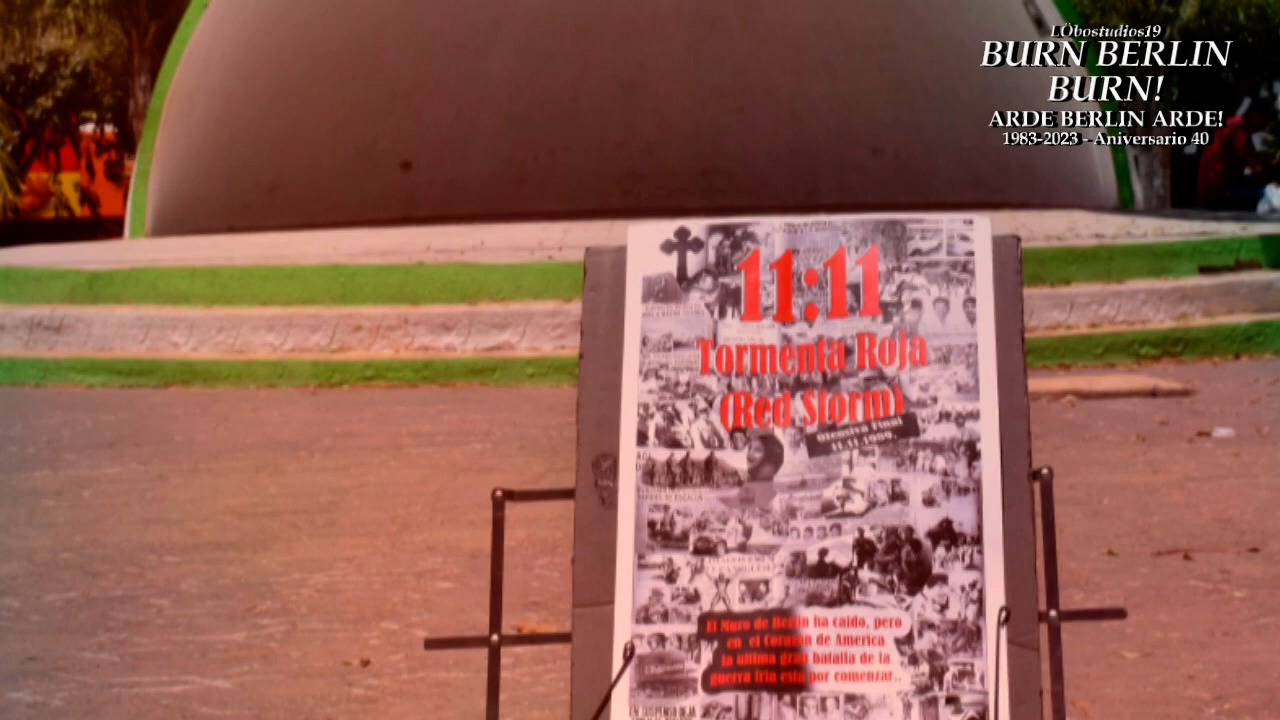 LÖbostudios19
BURN BERLIN
BURN!
ARDE BERLIN ARDE!
1983-2023 - Aniversario 40
11:11
Tormenta Roja
(Red Storm)
Ofensiva Final
11.11.1989.
El Muro de Berlin ha caido, pero
en el Corazon de America
la ultima gran batalla de la
guerra fria esta por comenzar..